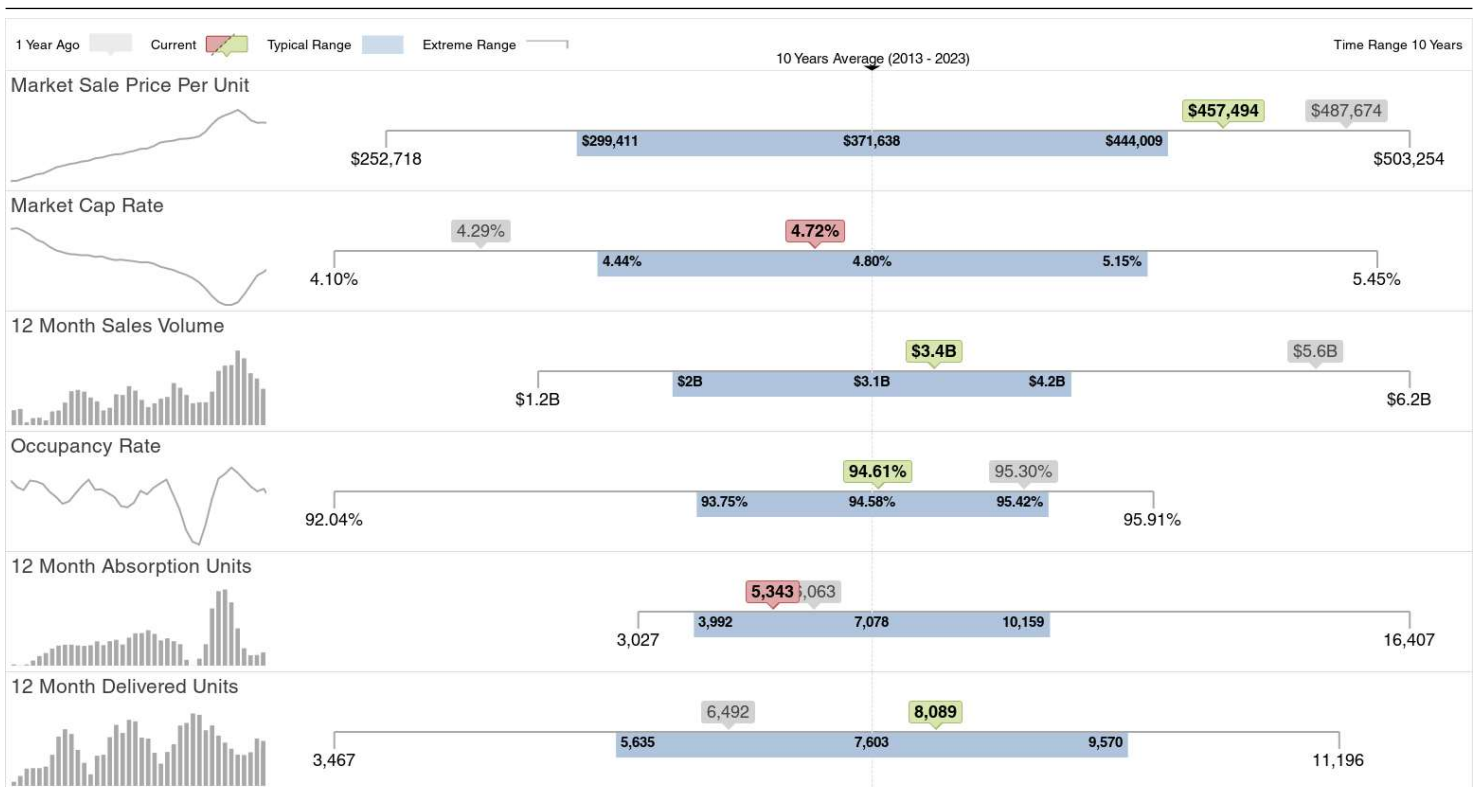 1 Year Ago Current Typical Range Extreme Range Time Range 10 Years
10 Years Average (2013 - 2023)
Market Sale Price Per Unit
$457,494 $487,674
$299,411 $371,638 $444,009
$252,718 $503,254
Market Cap Rate
4.29% 4.72%
4.44% 4.80% 5.15%
4.10% 5.45%
12 Month Sales Volume
$3.4B $5.6B
$2B $3.1B $4.2B
$1.2B $6.2B
Occupancy Rate
94.61% 95.30%
93.75% 94.58% 95.42%
92.04% 95.91%
12 Month Absorption Units
5,343 ,063
3,992 7,078 10,159
3,027 16,407
12 Month Delivered Units
6,492 8,089
5,635 7,603 9,570
3,467 11,196